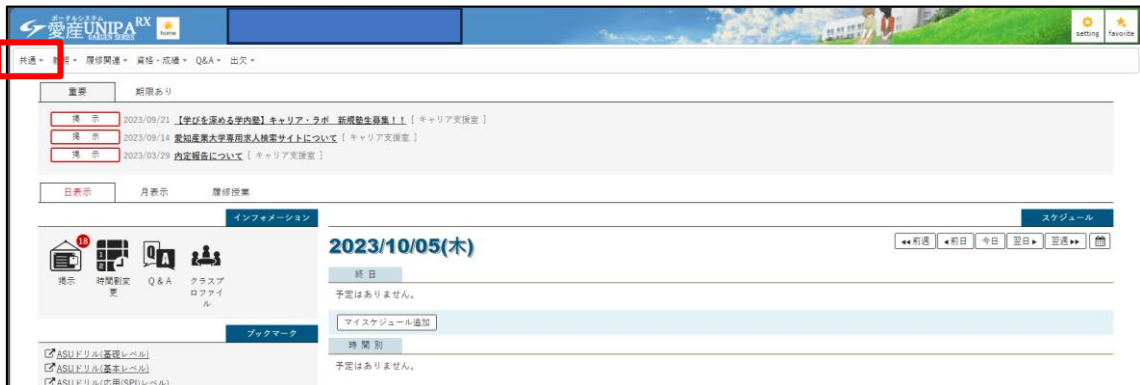 ポータルシステム
愛産UNIPA RX
GARDEN SERIES
home
setting
favorite
共通 教務 履修関連 資格・成績 Q&A 出欠
重要 期限あり
掲 示 2023/09/21 【学びを深める学内塾】キャリア・ラボ 新規塾生募集!! [ キャリア支援室 ]
掲 示 2023/09/14 愛知産業大学専用求人検索サイトについて [ キャリア支援室 ]
掲 示 2023/03/29 内定報告について [ キャリア支援室 ]
日表示 月表示 履修授業
インフォメーション
18
掲示
時間割変更
Q&A
クラスプロファイル
ブックマーク
ASUドリル(基礎レベル)
ASUドリル(基本レベル)
ASUドリル(応用(SPI)レベル)
スケジュール
2023/10/05(木)
前週 前日 今日 翌日 翌週
終日
予定はありません。
マイスケジュール追加
時間別
予定はありません。